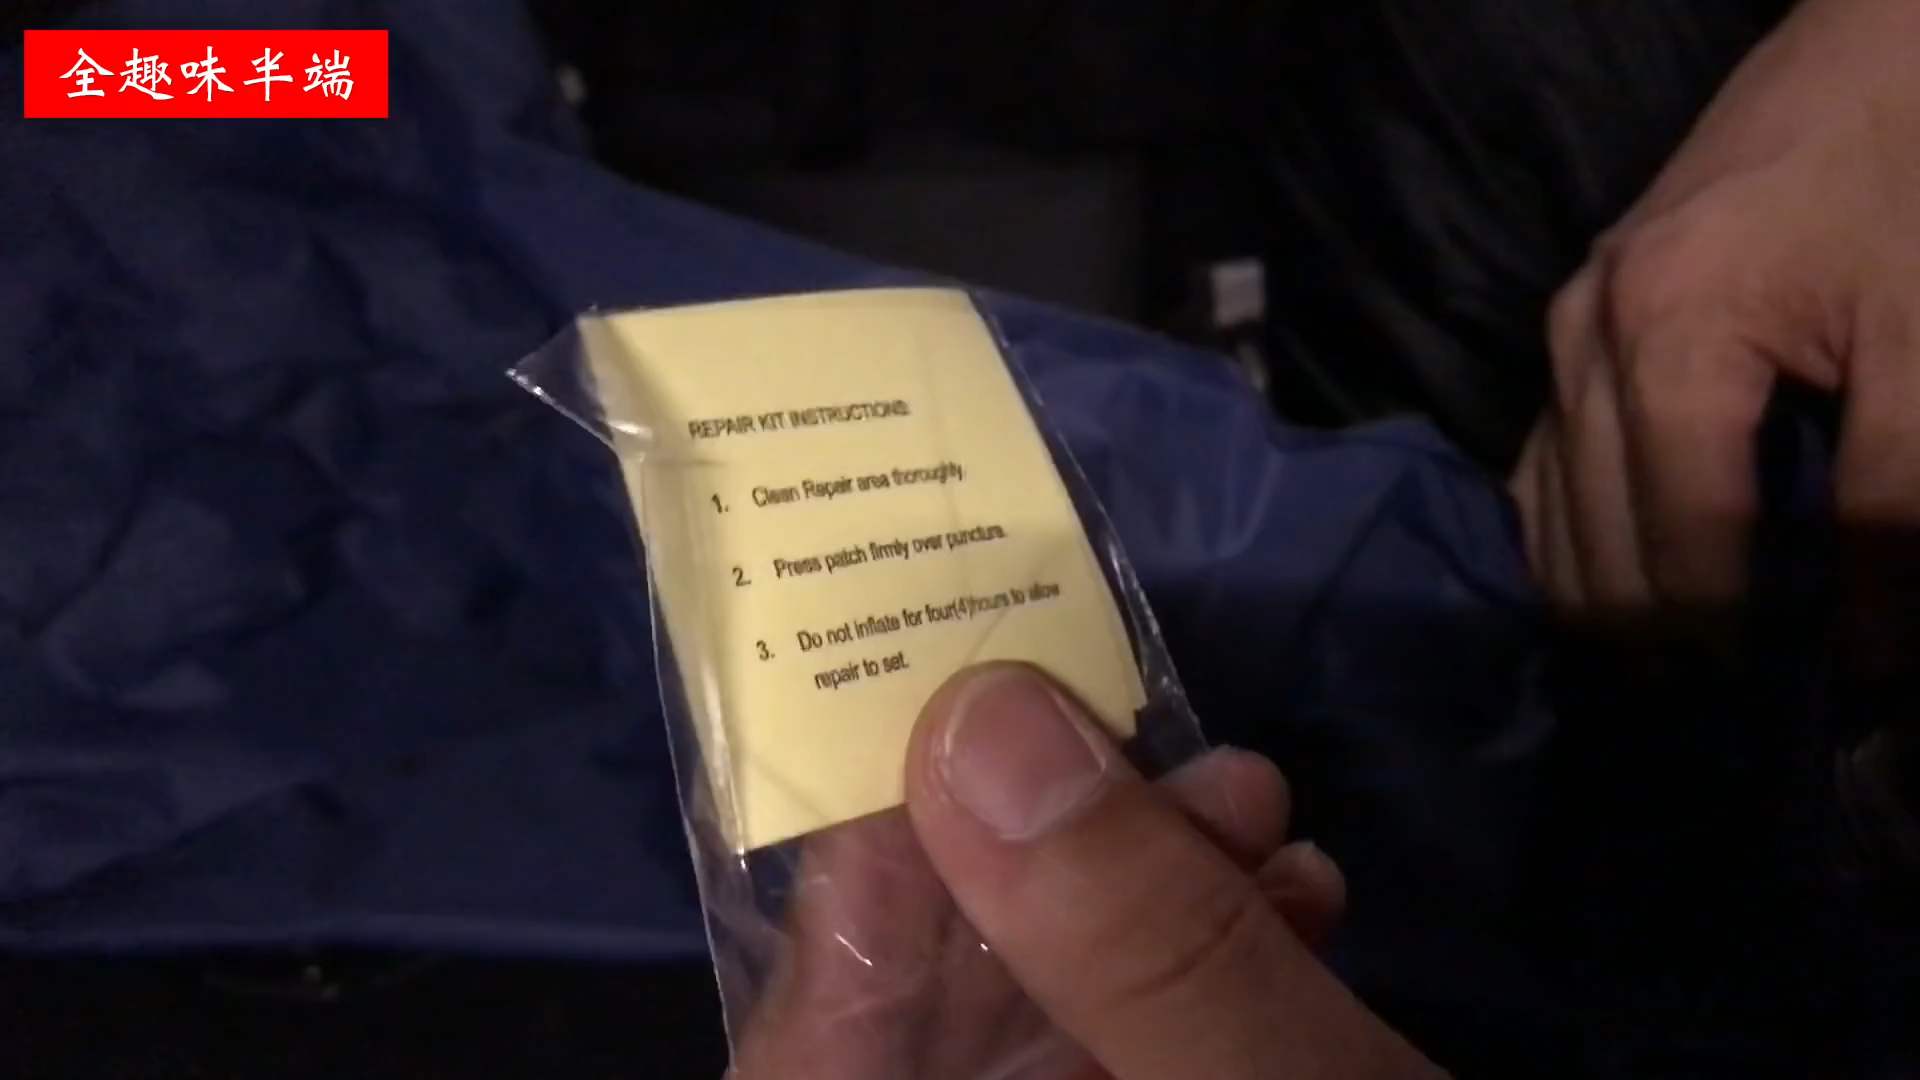 全趣味半端
REPAIR KIT INSTRUCTIONS:
1. Clean Repair area thoroughly.
2. Press patch firmly over puncture.
3. Do not inflate for four(4)hours to allow
repair to set.